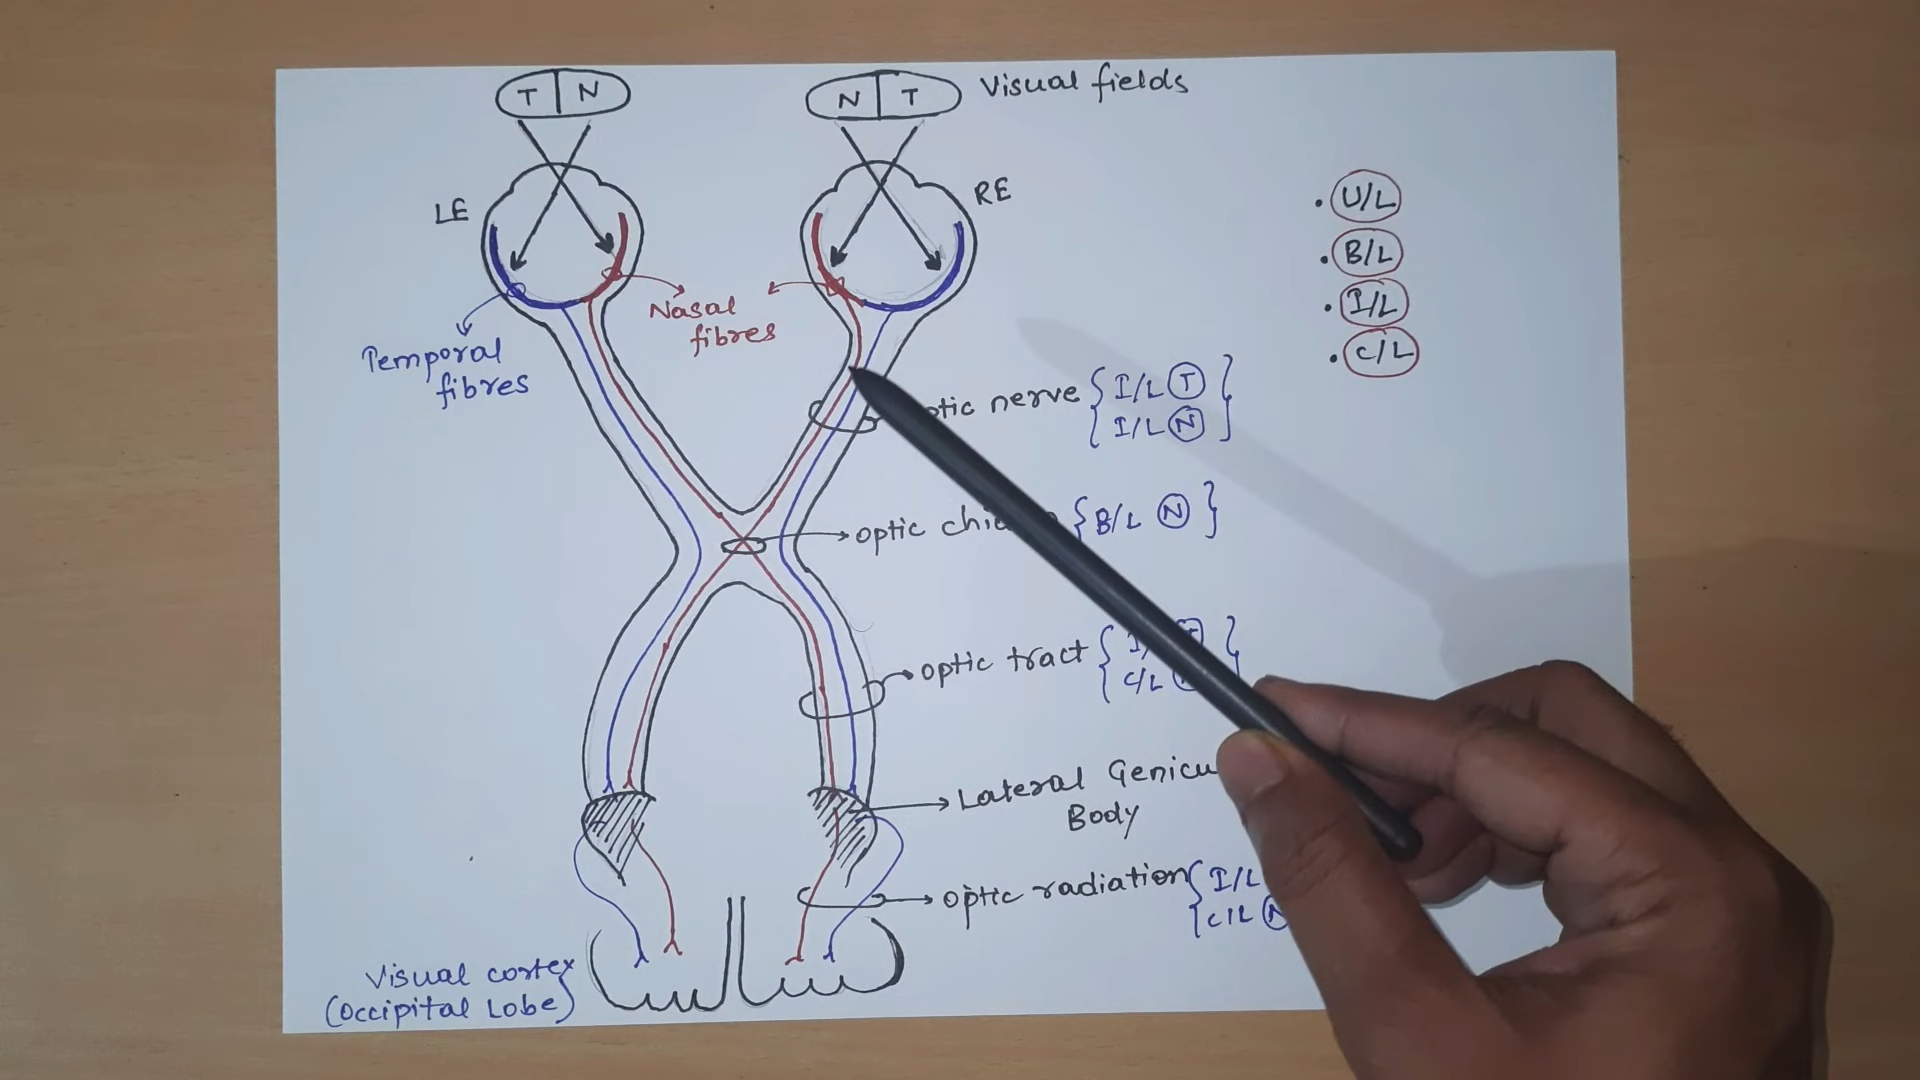 T N
N T
Visual fields
LE
RE
. U/L
. B/L
. I/L
. C/L
Nasal
fibres
Temporal
fibres
nerve { I/L T }
{ I/L N }
optic { B/L N }
optic tract {
{ C/L
Lateral
Body
optic radiation { I/L
{ C/L N
Visual cortex
(Occipital Lobe)